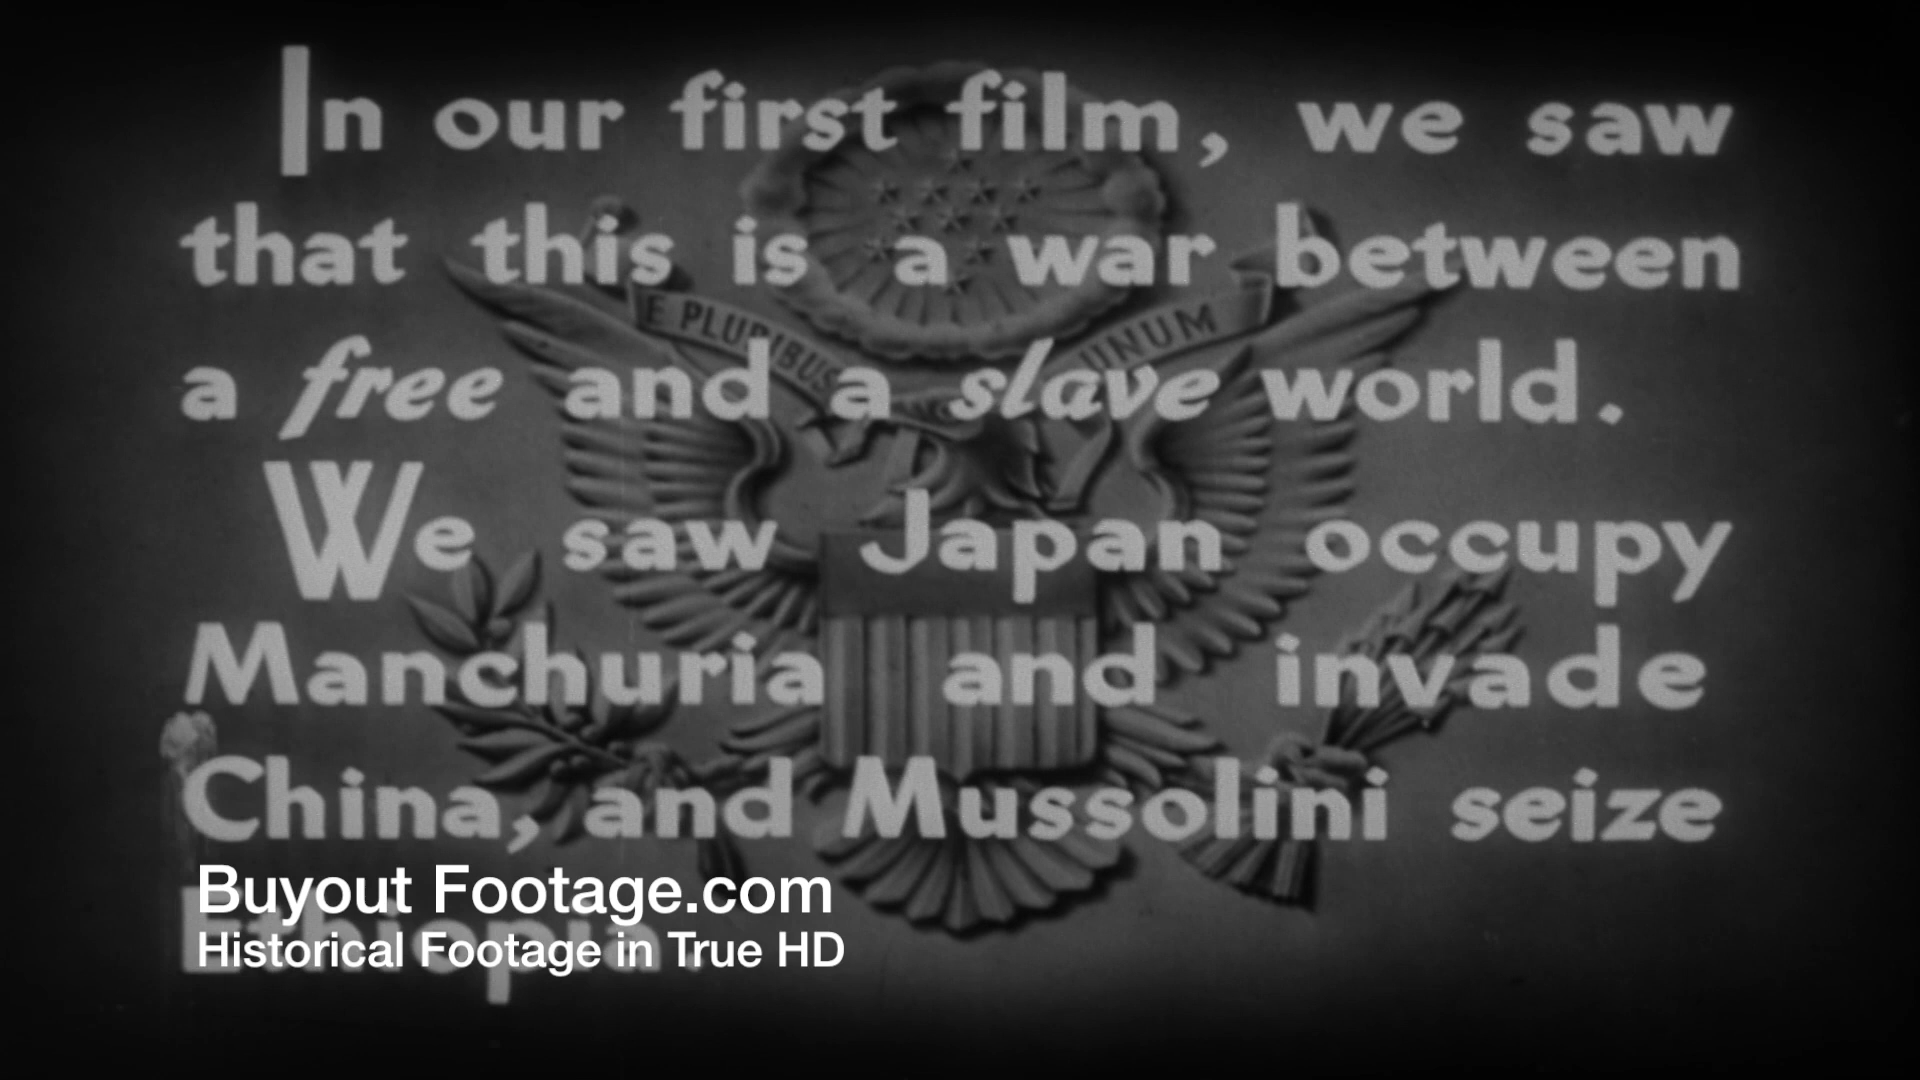 In our first film, we saw
that this is a war between
a free and a slave world.
We saw Japan occupy
Manchuria and invade
China, and Mussolini seize
Ethiopia.
E PLURIBUS UNUM
Buyout Footage.com
Historical Footage in True HD